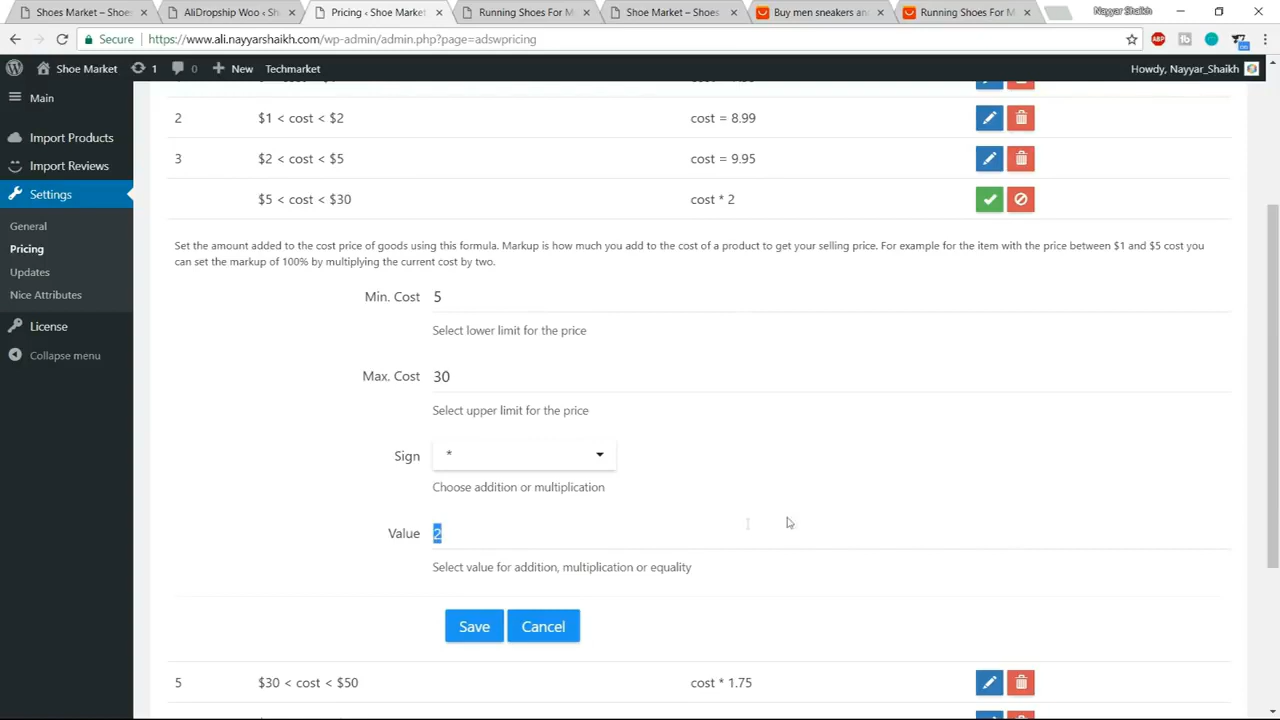 Shoes Market – Shoe
AliDropship Woo ‹ Sh
Pricing ‹ Shoe Market
Running Shoes For M
Shoe Market – Shoes
Buy men sneakers an
Running Shoes For M
Nayyar Shaikh
Secure
https://www.ali.nayyarshaikh.com/wp-admin/admin.php?page=adswpricing
ABP
fb
Shoe Market
1
0
New
Techmarket
Howdy, Nayyar_Shaikh
Main
Import Products
Import Reviews
Settings
General
Pricing
Updates
Nice Attributes
License
Collapse menu
2 $1 < cost < $2 cost = 8.99
3 $2 < cost < $5 cost = 9.95
$5 < cost < $30 cost * 2
Set the amount added to the cost price of goods using this formula. Markup is how much you add to the cost of a product to get your selling price. For example for the item with the price between $1 and $5 cost you
can set the markup of 100% by multiplying the current cost by two.
Min. Cost 5
Select lower limit for the price
Max. Cost 30
Select upper limit for the price
Sign *
Choose addition or multiplication
Value 2
Select value for addition, multiplication or equality
Save Cancel
5 $30 < cost < $50 cost * 1.75